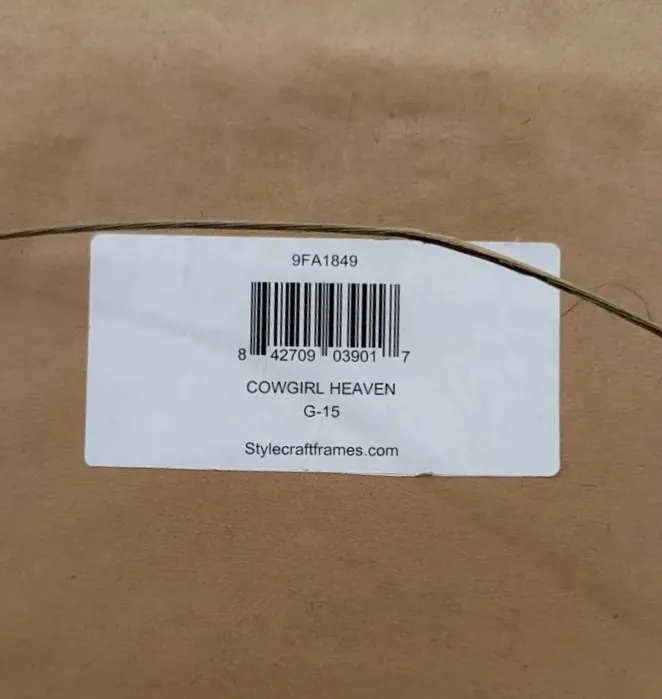 9FA1849
8 42709 03901 7
COWGIRL HEAVEN
G-15
Stylecraftframes.com